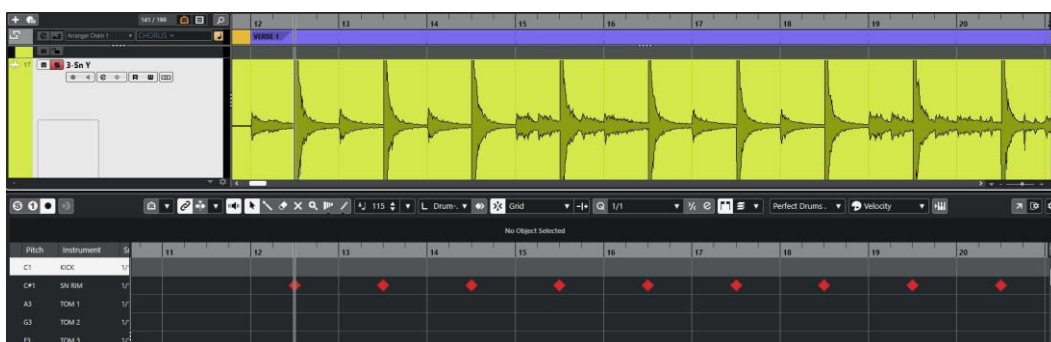 141 / 199
12 13 14 15 16 17 18 19 20
Arranger Chain 1 CHORUS
VERSE 1
17 3-Sn Y
R W
115 L Drum-. Grid Q 1/1 Perfect Drums . Velocity
No Object Selected
Pitch Instrument
11 12 13 14 15 16 17 18 19 20
C1 KICK
C#1 SN RIM
A3 TOM 1
G3 TOM 2
TOM 3